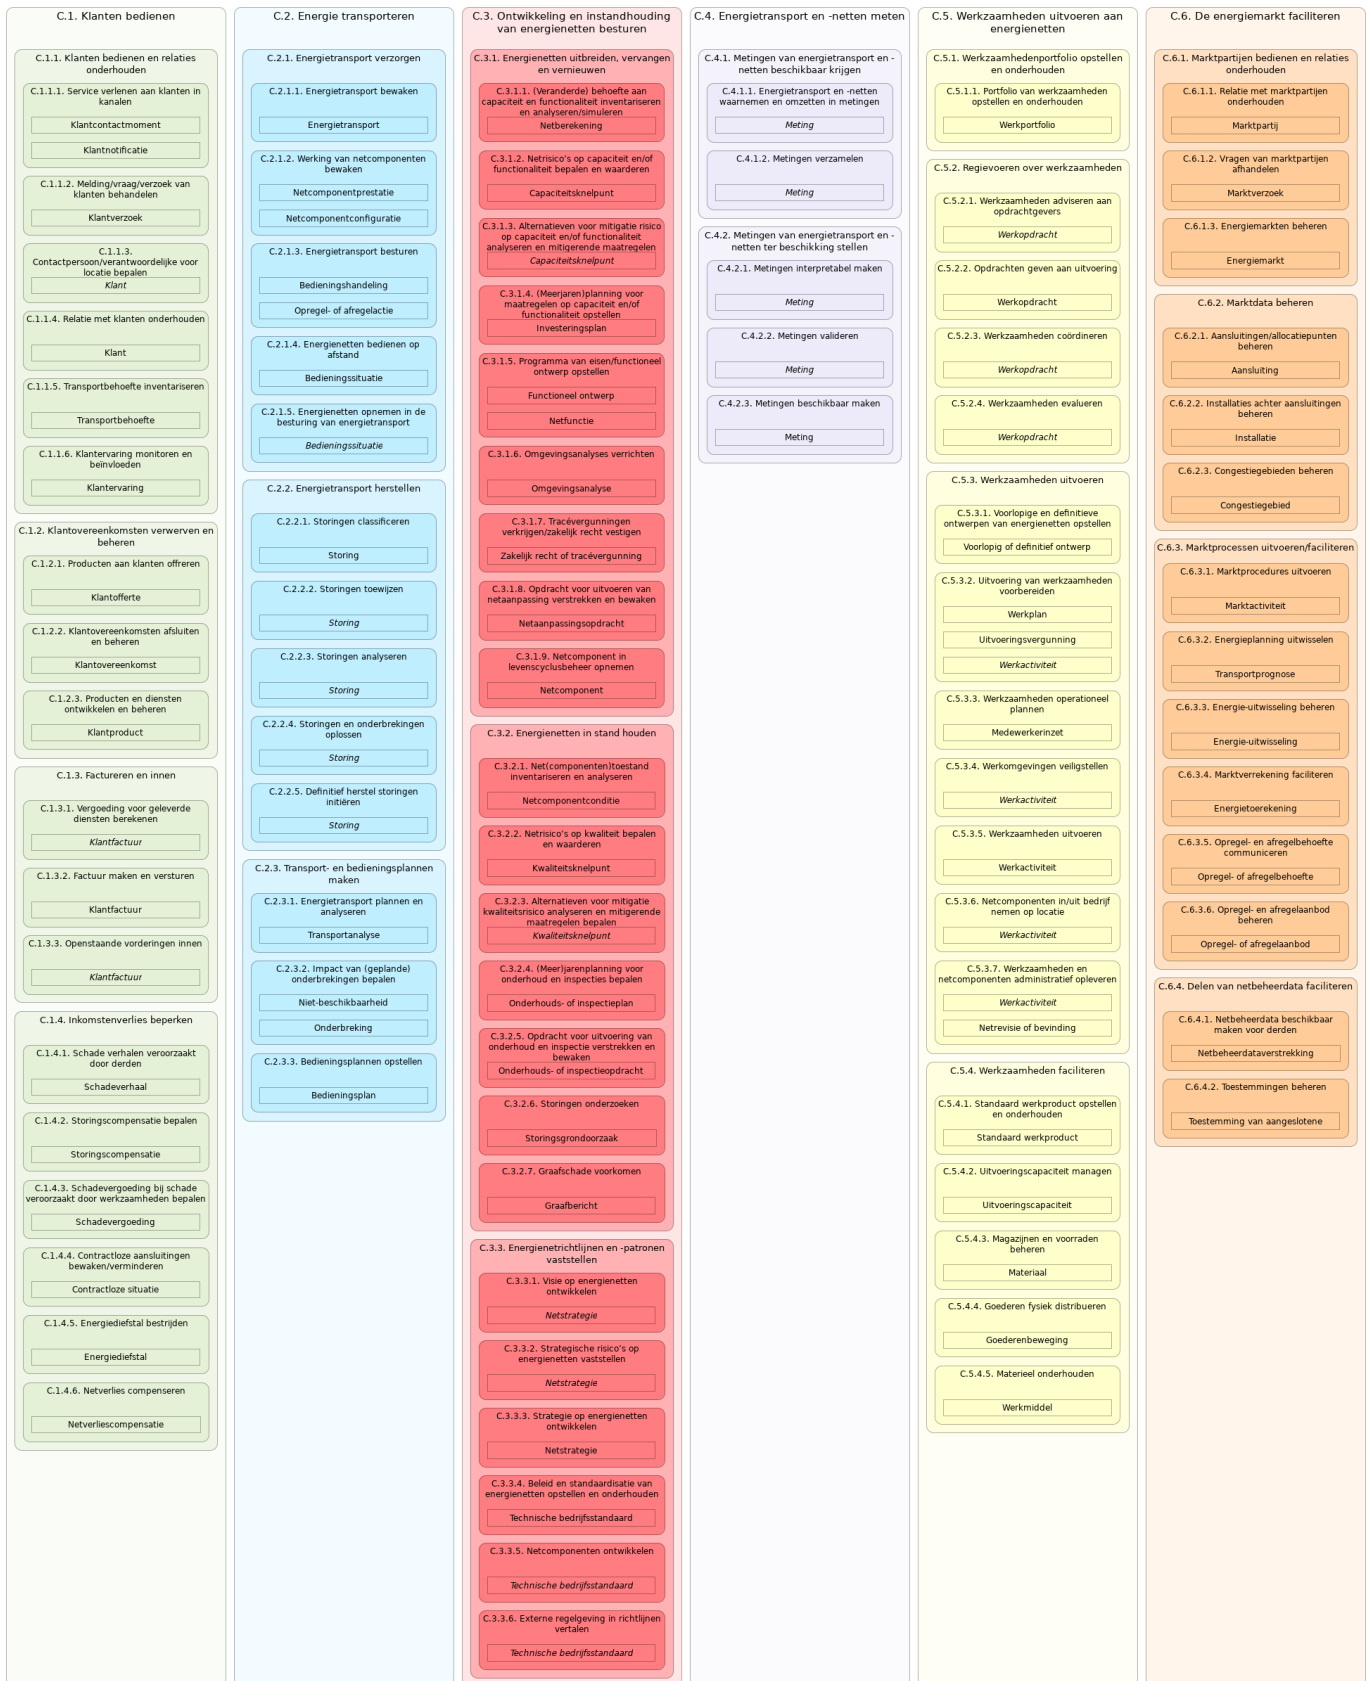 C.1. Klanten bedienen
C.1.1. Klanten bedienen en relaties
onderhouden
C.1.1.1. Service verlenen aan klanten in
kanalen
Klantcontactmoment
Klantnotificatie
C.1.1.2. Melding/vraag/verzoek van
klanten behandelen
Klantverzoek
C.1.1.3.
Contactpersoon/verantwoordelijke voor
locatie bepalen
Klant
C.1.1.4. Relatie met klanten onderhouden
Klant
C.1.1.5. Transportbehoefte inventariseren
Transportbehoefte
C.1.1.6. Klantervaring monitoren en
beïnvloeden
Klantervaring
C.1.2. Klantovereenkomsten verwerven en
beheren
C.1.2.1. Producten aan klanten offreren
Klantofferte
C.1.2.2. Klantovereenkomsten afsluiten
en beheren
Klantovereenkomst
C.1.2.3. Producten en diensten
ontwikkelen en beheren
Klantproduct
C.1.3. Factureren en innen
C.1.3.1. Vergoeding voor geleverde
diensten berekenen
Klantfactuur
C.1.3.2. Factuur maken en versturen
Klantfactuur
C.1.3.3. Openstaande vorderingen innen
Klantfactuur
C.1.4. Inkomstenverlies beperken
C.1.4.1. Schade verhalen veroorzaakt
door derden
Schadeverhaal
C.1.4.2. Storingscompensatie bepalen
Storingscompensatie
C.1.4.3. Schadevergoeding bij schade
veroorzaakt door werkzaamheden bepalen
Schadevergoeding
C.1.4.4. Contractloze aansluitingen
bewaken/verminderen
Contractloze situatie
C.1.4.5. Energiediefstal bestrijden
Energiediefstal
C.1.4.6. Netverlies compenseren
Netverliescompensatie
C.2. Energie transporteren
C.2.1. Energietransport verzorgen
C.2.1.1. Energietransport bewaken
Energietransport
C.2.1.2. Werking van netcomponenten
bewaken
Netcomponentprestatie
Netcomponentconfiguratie
C.2.1.3. Energietransport besturen
Bedieningshandeling
Opregel- of afregelactie
C.2.1.4. Energienetten bedienen op
afstand
Bedieningssituatie
C.2.1.5. Energienetten opnemen in de
besturing van energietransport
Bedieningssituatie
C.2.2. Energietransport herstellen
C.2.2.1. Storingen classificeren
Storing
C.2.2.2. Storingen toewijzen
Storing
C.2.2.3. Storingen analyseren
Storing
C.2.2.4. Storingen en onderbrekingen
oplossen
Storing
C.2.2.5. Definitief herstel storingen
initiëren
Storing
C.2.3. Transport- en bedieningsplannen
maken
C.2.3.1. Energietransport plannen en
analyseren
Transportanalyse
C.2.3.2. Impact van (geplande)
onderbrekingen bepalen
Niet-beschikbaarheid
Onderbreking
C.2.3.3. Bedieningsplannen opstellen
Bedieningsplan
C.3. Ontwikkeling en instandhouding
van energienetten besturen
C.3.1. Energienetten uitbreiden, vervangen
en vernieuwen
C.3.1.1. (Veranderde) behoefte aan
capaciteit en functionaliteit inventariseren
en analyseren/simuleren
Netberekening
C.3.1.2. Netrisico's op capaciteit en/of
functionaliteit bepalen en waarderen
Capaciteitsknelpunt
C.3.1.3. Alternatieven voor mitigatie risico
op capaciteit en/of functionaliteit
analyseren en mitigerende maatregelen
Capaciteitsknelpunt
C.3.1.4. (Meerjaren)planning voor
maatregelen op capaciteit en/of
functionaliteit opstellen
Investeringsplan
C.3.1.5. Programma van eisen/functioneel
ontwerp opstellen
Functioneel ontwerp
Netfunctie
C.3.1.6. Omgevingsanalyses verrichten
Omgevingsanalyse
C.3.1.7. Tracévergunningen
verkrijgen/zakelijk recht vestigen
Zakelijk recht of tracévergunning
C.3.1.8. Opdracht voor uitvoeren van
netaanpassing verstrekken en bewaken
Netaanpassingsopdracht
C.3.1.9. Netcomponent in
levenscyclusbeheer opnemen
Netcomponent
C.3.2. Energienetten in stand houden
C.3.2.1. Net(componenten)toestand
inventariseren en analyseren
Netcomponentconditie
C.3.2.2. Netrisico's op kwaliteit bepalen
en waarderen
Kwaliteitsknelpunt
C.3.2.3. Alternatieven voor mitigatie
kwaliteitsrisico analyseren en mitigerende
maatregelen bepalen
Kwaliteitsknelpunt
C.3.2.4. (Meer)jarenplanning voor
onderhoud en inspecties bepalen
Onderhouds- of inspectieplan
C.3.2.5. Opdracht voor uitvoering van
onderhoud en inspectie verstrekken en
bewaken
Onderhouds- of inspectieopdracht
C.3.2.6. Storingen onderzoeken
Storingsgrondoorzaak
C.3.2.7. Graafschade voorkomen
Graafbericht
C.3.3. Energienetrichtlijnen en -patronen
vaststellen
C.3.3.1. Visie op energienetten
ontwikkelen
Netstrategie
C.3.3.2. Strategische risico's op
energienetten vaststellen
Netstrategie
C.3.3.3. Strategie op energienetten
ontwikkelen
Netstrategie
C.3.3.4. Beleid en standaardisatie van
energienetten opstellen en onderhouden
Technische bedrijfsstandaard
C.3.3.5. Netcomponenten ontwikkelen
Technische bedrijfsstandaard
C.3.3.6. Externe regelgeving in richtlijnen
vertalen
Technische bedrijfsstandaard
C.4. Energietransport en -netten meten
C.4.1. Metingen van energietransport en -
netten beschikbaar krijgen
C.4.1.1. Energietransport en -netten
waarnemen en omzetten in metingen
Meting
C.4.1.2. Metingen verzamelen
Meting
C.4.2. Metingen van energietransport en -
netten ter beschikking stellen
C.4.2.1. Metingen interpretabel maken
Meting
C.4.2.2. Metingen valideren
Meting
C.4.2.3. Metingen beschikbaar maken
Meting
C.5. Werkzaamheden uitvoeren aan
energienetten
C.5.1. Werkzaamhedenportfolio opstellen
en onderhouden
C.5.1.1. Portfolio van werkzaamheden
opstellen en onderhouden
Werkportfolio
C.5.2. Regievoeren over werkzaamheden
C.5.2.1. Werkzaamheden adviseren aan
opdrachtgevers
Werkopdracht
C.5.2.2. Opdrachten geven aan uitvoering
Werkopdracht
C.5.2.3. Werkzaamheden coördineren
Werkopdracht
C.5.2.4. Werkzaamheden evalueren
Werkopdracht
C.5.3. Werkzaamheden uitvoeren
C.5.3.1. Voorlopige en definitieve
ontwerpen van energienetten opstellen
Voorlopig of definitief ontwerp
C.5.3.2. Uitvoering van werkzaamheden
voorbereiden
Werkplan
Uitvoeringsvergunning
Werkactiviteit
C.5.3.3. Werkzaamheden operationeel
plannen
Medewerkerinzet
C.5.3.4. Werkomgevingen veiligstellen
Werkactiviteit
C.5.3.5. Werkzaamheden uitvoeren
Werkactiviteit
C.5.3.6. Netcomponenten in/uit bedrijf
nemen op locatie
Werkactiviteit
C.5.3.7. Werkzaamheden en
netcomponenten administratief opleveren
Werkactiviteit
Netrevisie of bevinding
C.5.4. Werkzaamheden faciliteren
C.5.4.1. Standaard werkproduct opstellen
en onderhouden
Standaard werkproduct
C.5.4.2. Uitvoeringscapaciteit managen
Uitvoeringscapaciteit
C.5.4.3. Magazijnen en voorraden
beheren
Materiaal
C.5.4.4. Goederen fysiek distribueren
Goederenbeweging
C.5.4.5. Materieel onderhouden
Werkmiddel
C.6. De energiemarkt faciliteren
C.6.1. Marktpartijen bedienen en relaties
onderhouden
C.6.1.1. Relatie met marktpartijen
onderhouden
Marktpartij
C.6.1.2. Vragen van marktpartijen
afhandelen
Marktverzoek
C.6.1.3. Energiemarkten beheren
Energiemarkt
C.6.2. Marktdata beheren
C.6.2.1. Aansluitingen/allocatiepunten
beheren
Aansluiting
C.6.2.2. Installaties achter aansluitingen
beheren
Installatie
C.6.2.3. Congestiegebieden beheren
Congestiegebied
C.6.3. Marktprocessen uitvoeren/faciliteren
C.6.3.1. Marktprocedures uitvoeren
Marktactiviteit
C.6.3.2. Energieplanning uitwisselen
Transportprognose
C.6.3.3. Energie-uitwisseling beheren
Energie-uitwisseling
C.6.3.4. Marktverrekening faciliteren
Energietoerekening
C.6.3.5. Opregel- en afregelbehoefte
communiceren
Opregel- of afregelbehoefte
C.6.3.6. Opregel- en afregelaanbod
beheren
Opregel- of afregelaanbod
C.6.4. Delen van netbeheerdata faciliteren
C.6.4.1. Netbeheerdata beschikbaar
maken voor derden
Netbeheerdataverstrekking
C.6.4.2. Toestemmingen beheren
Toestemming van aangeslotene